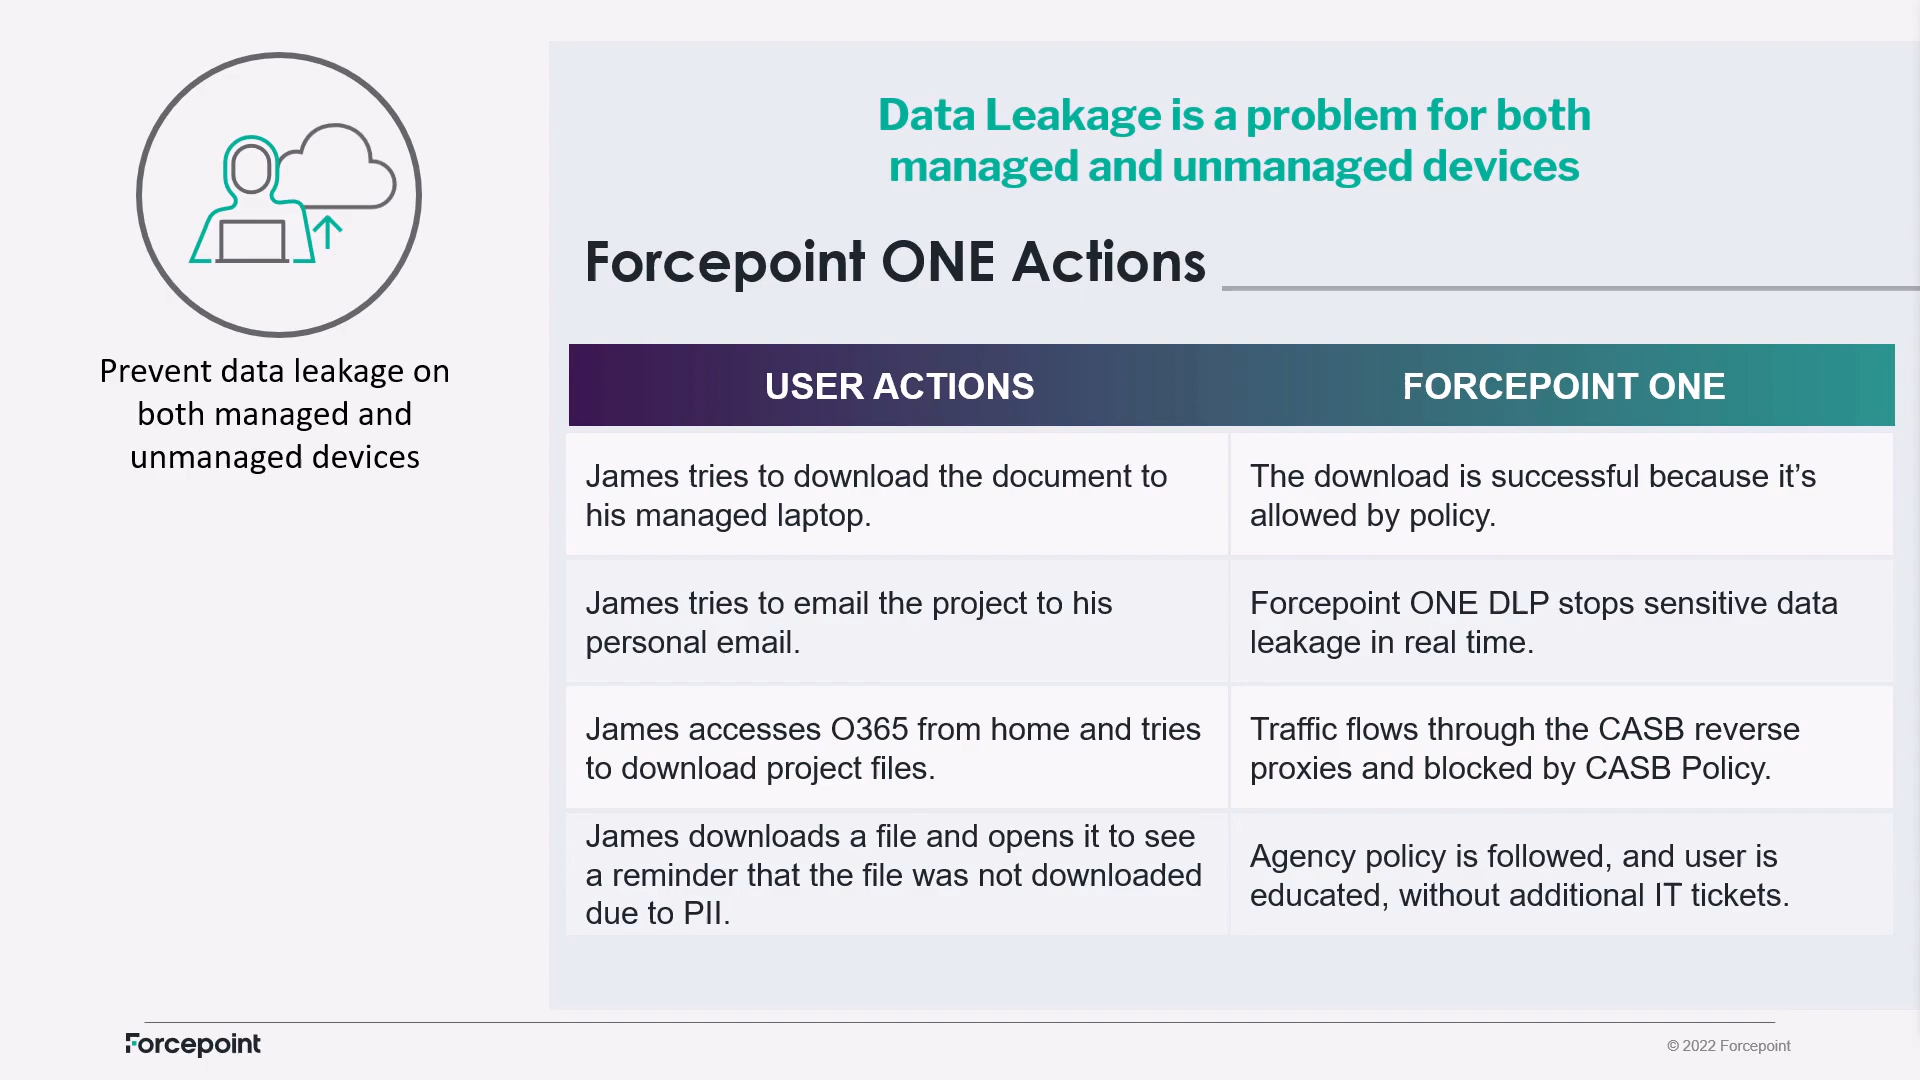 Prevent data leakage on
both managed and
unmanaged devices
Data Leakage is a problem for both
managed and unmanaged devices
Forcepoint ONE Actions
USER ACTIONS
FORCEPOINT ONE
James tries to download the document to
his managed laptop.
The download is successful because it’s
allowed by policy.
James tries to email the project to his
personal email.
Forcepoint ONE DLP stops sensitive data
leakage in real time.
James accesses O365 from home and tries
to download project files.
Traffic flows through the CASB reverse
proxies and blocked by CASB Policy.
James downloads a file and opens it to see
a reminder that the file was not downloaded
due to PII.
Agency policy is followed, and user is
educated, without additional IT tickets.
Forcepoint
© 2022 Forcepoint